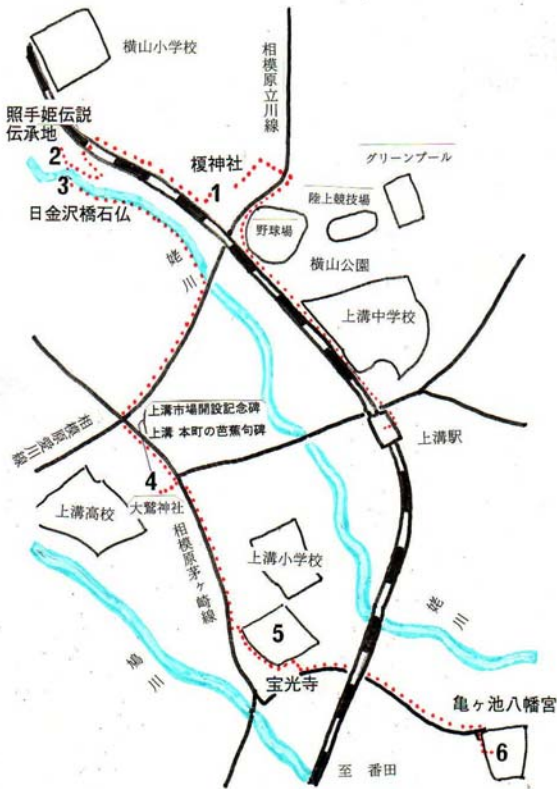 横山小学校
相模原立川線
照手姫伝説
伝承地
2
3
榎神社
1
グリーンプール
陸上競技場
野球場
日金沢橋石仏
横山公園
姥川
上溝中学校
上溝市場開設記念碑
上溝 本町の芭蕉句碑
相模原愛川線
上溝駅
4
大鷲神社
上溝高校
相模原茅ヶ崎線
上溝小学校
5
姥川
鳩川
宝光寺
亀ヶ池八幡宮
6
至 番田